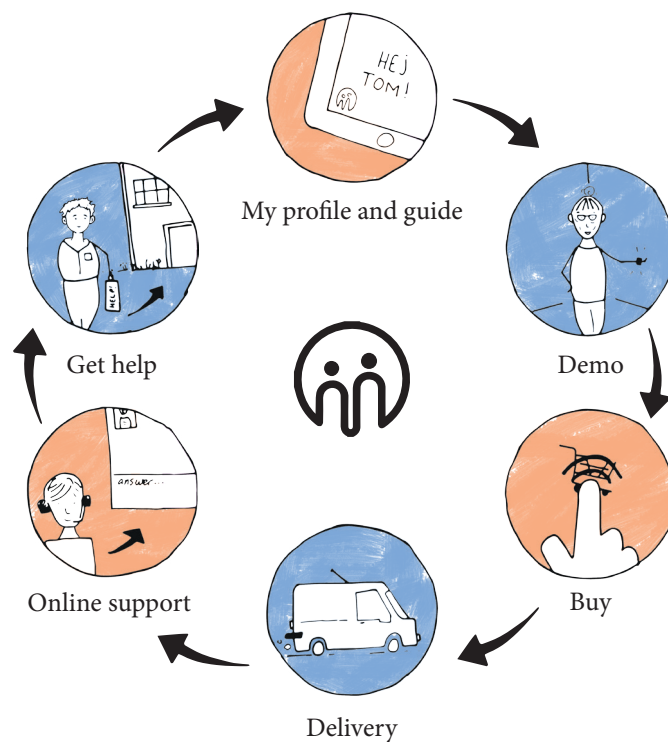 HEJ
TOM!
My profile and guide
Demo
Buy
Delivery
Online support
answer...
Get help
HELP!